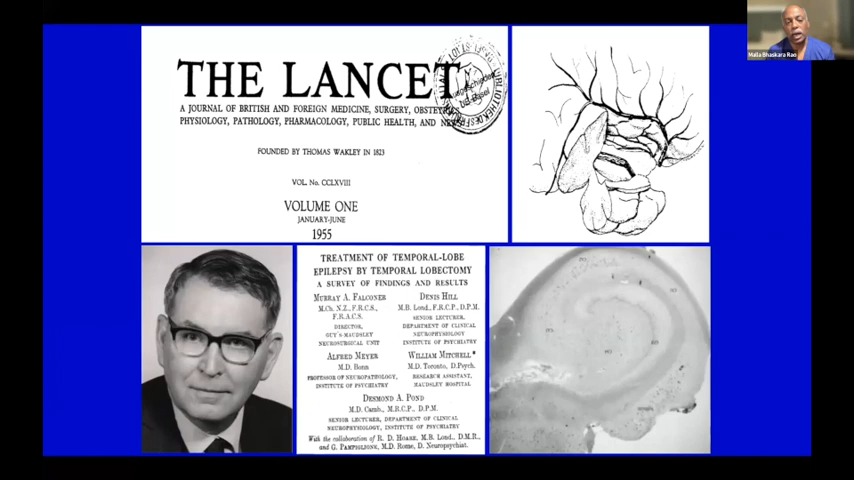 THE LANCET
A JOURNAL OF BRITISH AND FOREIGN MEDICINE, SURGERY, OBSTETRICS,
PHYSIOLOGY, PATHOLOGY, PHARMACOLOGY, PUBLIC HEALTH, AND NEWS
FOUNDED BY THOMAS WAKLEY IN 1823
VOL. No. CCLXVIII
VOLUME ONE
JANUARY-JUNE
1955
Malla Bhaskara Rao
TREATMENT OF TEMPORAL-LOBE
EPILEPSY BY TEMPORAL LOBECTOMY
A SURVEY OF FINDINGS AND RESULTS
MURRAY A. FALCONER
M.Ch. N.Z., F.R.C.S.,
F.R.A.C.S.
DIRECTOR,
GUY'S-MAUDSLEY
NEUROSURGICAL UNIT
DENIS HILL
M.B. Lond., F.R.C.P., D.P.M.
SENIOR LECTURER,
DEPARTMENT OF CLINICAL
NEUROPHYSIOLOGY
INSTITUTE OF PSYCHIATRY
ALFRED MEYER
M.D. Bonn
PROFESSOR OF NEUROPATHOLOGY,
INSTITUTE OF PSYCHIATRY
WILLIAM MITCHELL *
M.D. Toronto, D.Psych.
RESEARCH ASSISTANT,
MAUDSLEY HOSPITAL
DESMOND A. POND
M.D. Camb., M.R.C.P., D.P.M.
SENIOR LECTURER, DEPARTMENT OF CLINICAL
NEUROPHYSIOLOGY, INSTITUTE OF PSYCHIATRY
With the collaboration of R. D. HOARE, M.B. Lond., D.M.R.,
and G. PAMPIGLIONE, M.D. Rome, D. Neuropsychiat.